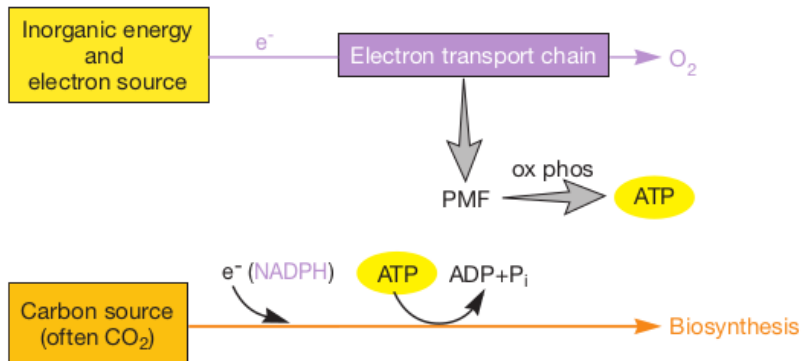 Inorganic energy
and
electron source
e⁻
Electron transport chain
O₂
ox phos
PMF
ATP
e⁻ (NADPH)
ATP
ADP+Pᵢ
Carbon source
(often CO₂)
Biosynthesis